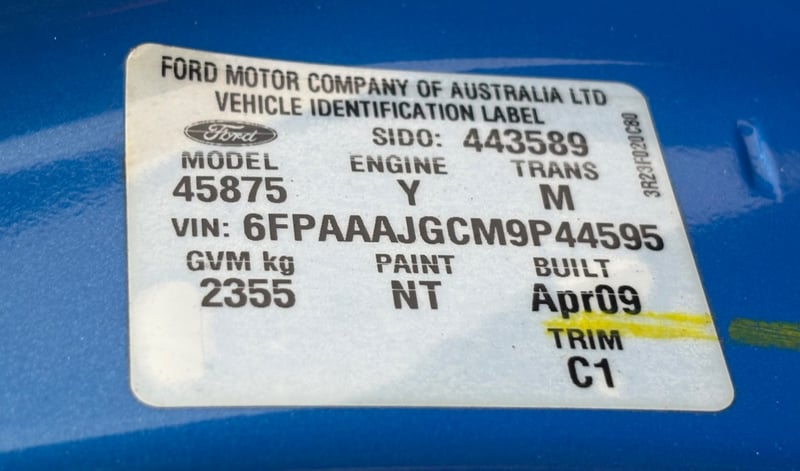 FORD MOTOR COMPANY OF AUSTRALIA LTD
VEHICLE IDENTIFICATION LABEL
Ford SIDO: 443589
MODEL ENGINE TRANS
45875 Y M
VIN: 6FPAAAJGCM9P44595
GVM kg PAINT BUILT
2355 NT Apr09
TRIM
C1
3R23F020CB0